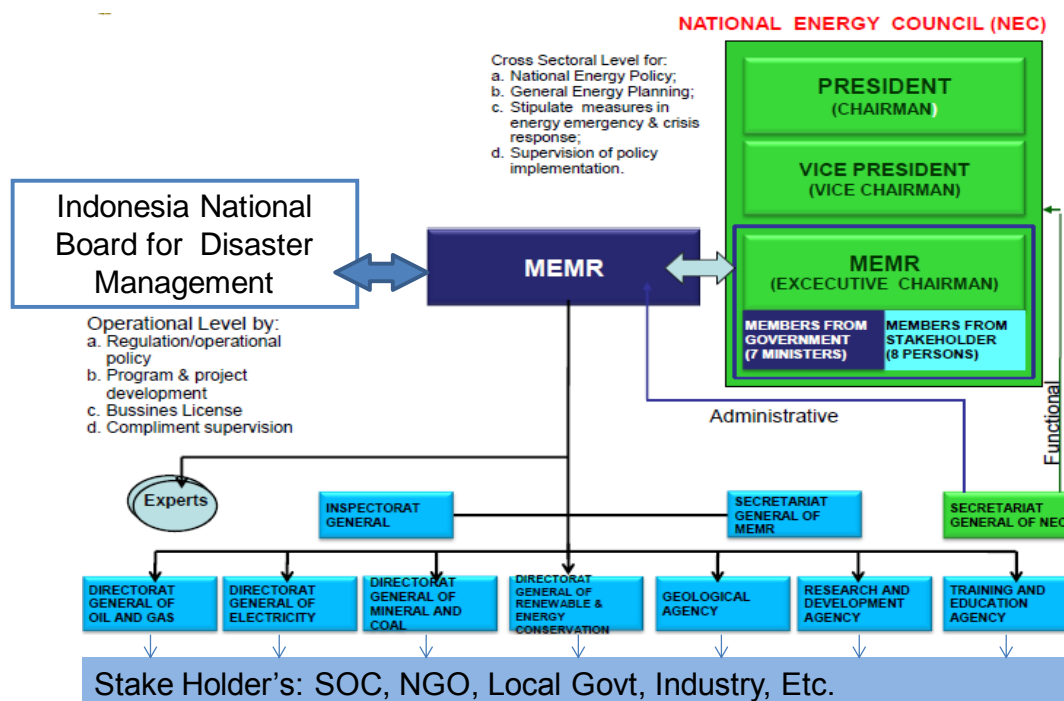 NATIONAL ENERGY COUNCIL (NEC)
Cross Sectoral Level for:
a. National Energy Policy;
b. General Energy Planning;
c. Stipulate measures in
energy emergency & crisis
response;
d. Supervision of policy
implementation.
PRESIDENT
(CHAIRMAN)
VICE PRESIDENT
(VICE CHAIRMAN)
MEMR
(EXCECUTIVE CHAIRMAN)
MEMBERS FROM
GOVERNMENT
(7 MINISTERS)
MEMBERS FROM
STAKEHOLDER
(8 PERSONS)
Indonesia National
Board for Disaster
Management
MEMR
Operational Level by:
a. Regulation/operational
policy
b. Program & project
development
c. Bussines License
d. Compliment supervision
Administrative
Functional
Experts
INSPECTORAT
GENERAL
SECRETARIAT
GENERAL OF
MEMR
SECRETARIAT
GENERAL OF NEC
DIRECTORAT
GENERAL OF
OIL AND GAS
DIRECTORAT
GENERAL OF
ELECTRICITY
DIRECTORAT
GENERAL OF
MINERAL AND
COAL
DIRECTORAT
GENERAL OF
RENEWABLE &
ENERGY
CONSERVATION
GEOLOGICAL
AGENCY
RESEARCH AND
DEVELOPMENT
AGENCY
TRAINING AND
EDUCATION
AGENCY
Stake Holder's: SOC, NGO, Local Govt, Industry, Etc.